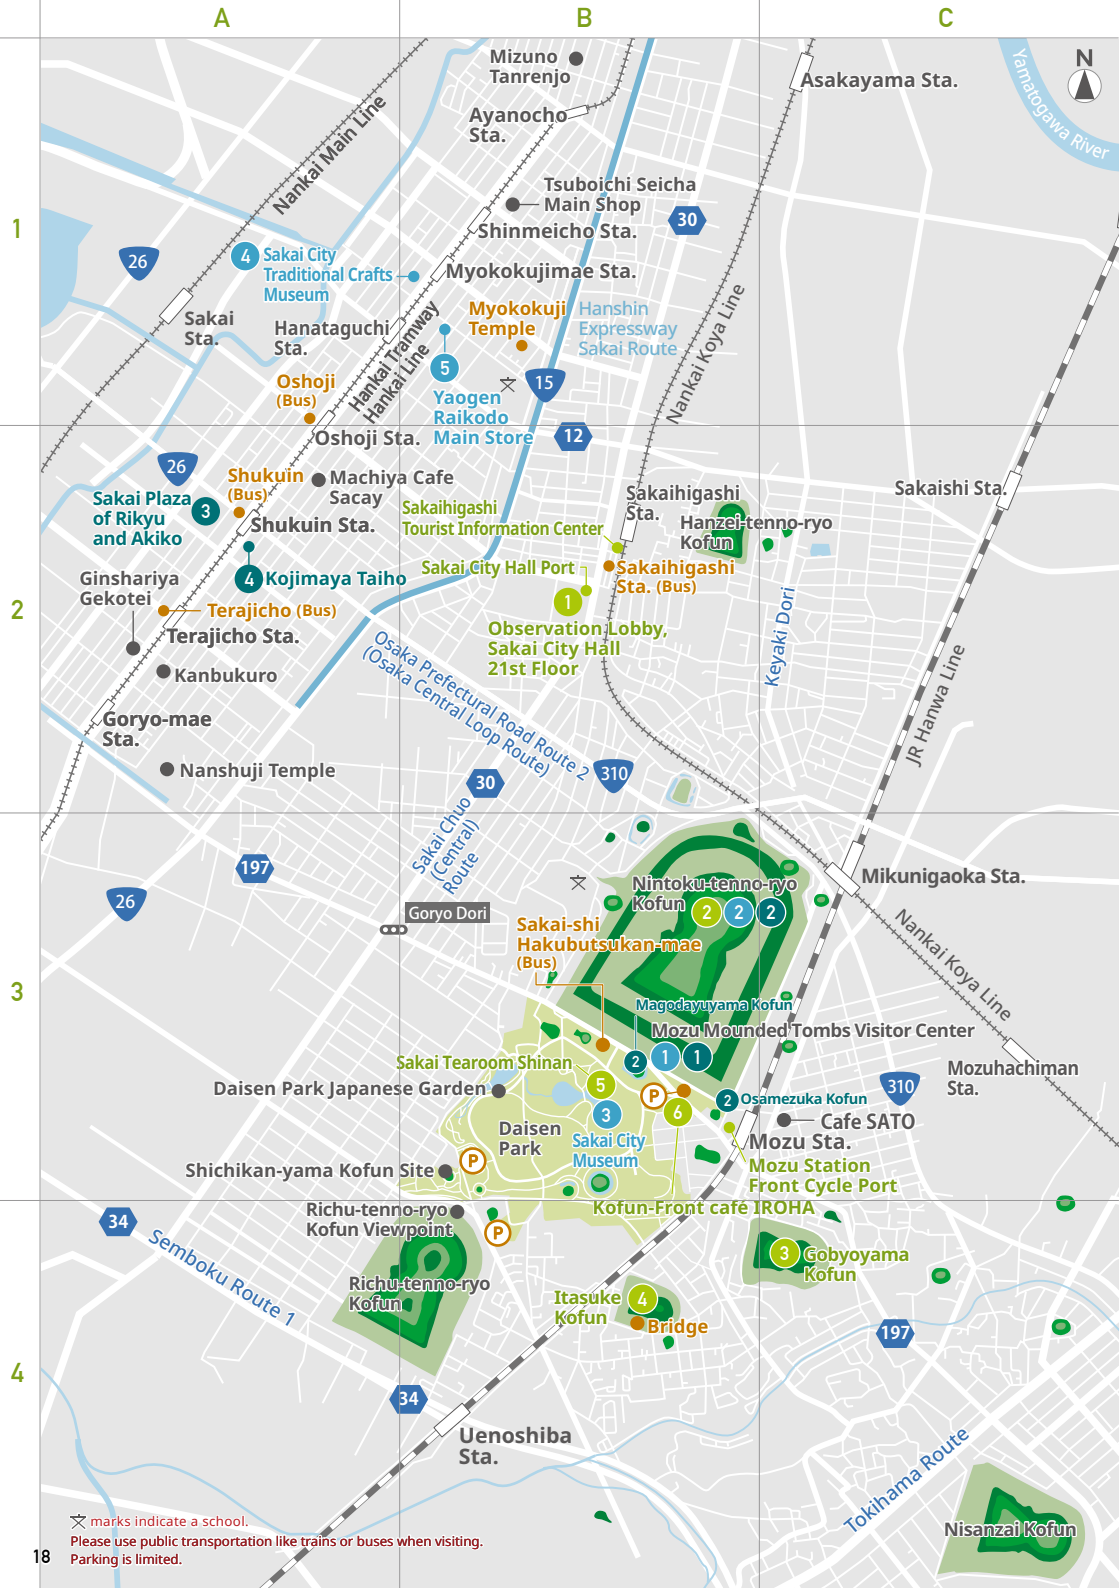 A
B
C
Mizuno
Tanrenjo
N
Yamatogawa River
Asakayama Sta.
Ayanocho
Sta.
Nankai Main Line
Tsuboichi Seicha
Main Shop
1
30
Shinmeicho Sta.
26
4
Sakai City
Traditional Crafts
Museum
Myokokujimae Sta.
Sakai
Sta.
Hanataguchi
Sta.
Hankai Tramway
Hankai Line
Myokokuji
Temple
Hanshin
Expressway
Sakai Route
Nankai Koya Line
5
Yaogen
Raikodo
Main Store
15
Oshoji
(Bus)
Oshoji Sta.
12
26
Shukuin
(Bus)
Machiya Cafe
Sacay
Sakai Plaza
of Rikyu
and Akiko
3
Shukuin Sta.
Sakaihigashi
Tourist Information Center
Sakaihigashi
Sta.
Hanzei-tenno-ryo
Kofun
Sakaishi Sta.
4
Kojimaya Taiho
Sakai City Hall Port
Sakaihigashi
Sta. (Bus)
2
Ginshariya
Gekotei
Terajicho (Bus)
Terajicho Sta.
1
Observation Lobby,
Sakai City Hall
21st Floor
Keyaki Dori
Kanbukuro
Osaka Prefectural Road Route 2
(Osaka Central Loop Route)
JR Hanwa Line
Goryo-mae
Sta.
Nanshuji Temple
30
310
Sakai Chuo
(Central)
Route
197
26
Goryo Dori
Nintoku-tenno-ryo
Kofun
2
2
2
Mikunigaoka Sta.
Nankai Koya Line
Sakai-shi
Hakubutsukan-mae
(Bus)
3
Magodayuyama Kofun
Mozu Mounded Tombs Visitor Center
2
1
1
Mozuhachiman
Sta.
Sakai Tearoom Shinan
Daisen Park Japanese Garden
5
P
2
Osamezuka Kofun
310
3
6
Cafe SATO
Daisen
Park
Sakai City
Museum
Mozu Sta.
P
Shichikan-yama Kofun Site
Mozu Station
Front Cycle Port
Kofun-Front café IROHA
34
Semboku Route 1
Richu-tenno-ryo
Kofun Viewpoint
P
3
Gobyoyama
Kofun
Richu-tenno-ryo
Kofun
Itasuke
Kofun
4
Bridge
197
4
34
Uenoshiba
Sta.
Tokihama Route
Nisanzai Kofun
marks indicate a school.
Please use public transportation like trains or buses when visiting.
Parking is limited.
18